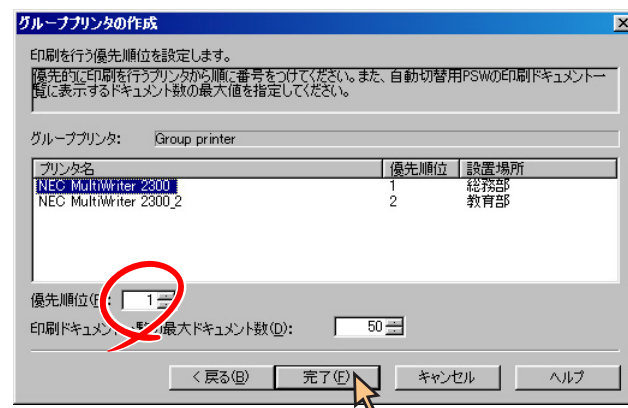 グループプリンタの作成
印刷を行う優先順位を設定します。
優先的に印刷を行うプリンタから順に番号をつけてください。また、自動切替用PSWの印刷ドキュメント一
覧に表示するドキュメント数の最大値を指定してください。
グループプリンタ: Group printer
プリンタ名 優先順位 設置場所
NEC MultiWriter 2300 1 総務部
NEC MultiWriter 2300_2 2 教育部
優先順位(P): 1
印刷ドキュメント一覧の最大ドキュメント数(D): 50
< 戻る(B) 完了(F) キャンセル ヘルプ